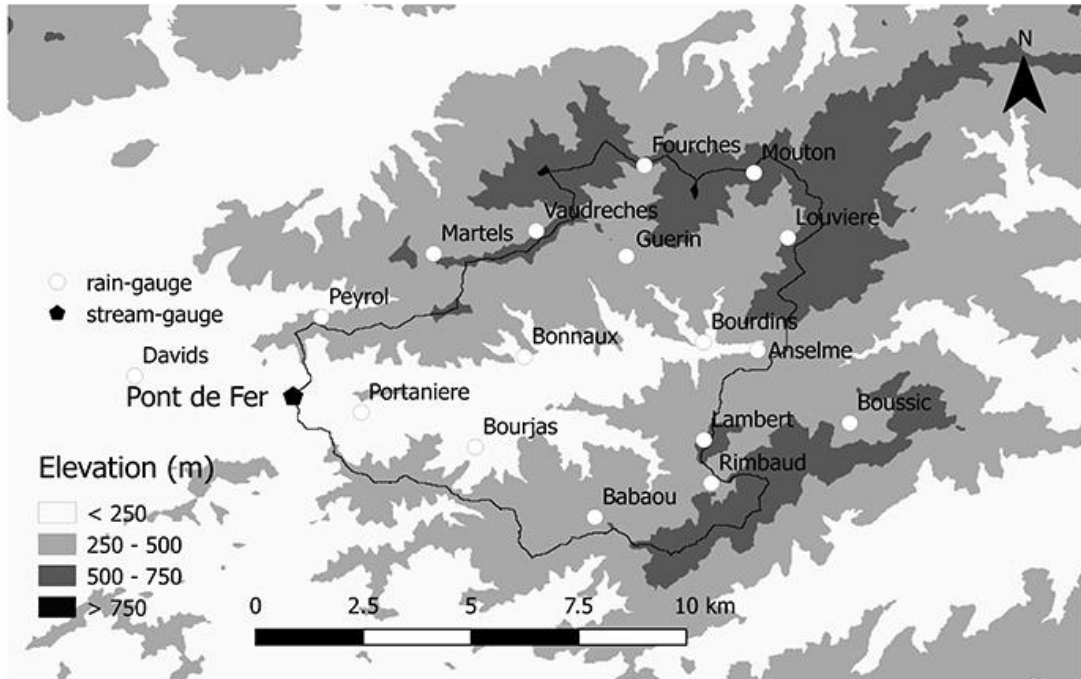 N
Fourches
Mouton
Vaudreches
Louviere
Martels
Guerin
rain-gauge
Peyrol
stream-gauge
Bourdins
Bonnaux
Anselme
Davids
Pont de Fer
Portaniere
Boussic
Lambert
Bourjas
Rimbaud
Elevation (m)
Babaou
< 250
250 - 500
500 - 750
> 750
0 2.5 5 7.5 10 km